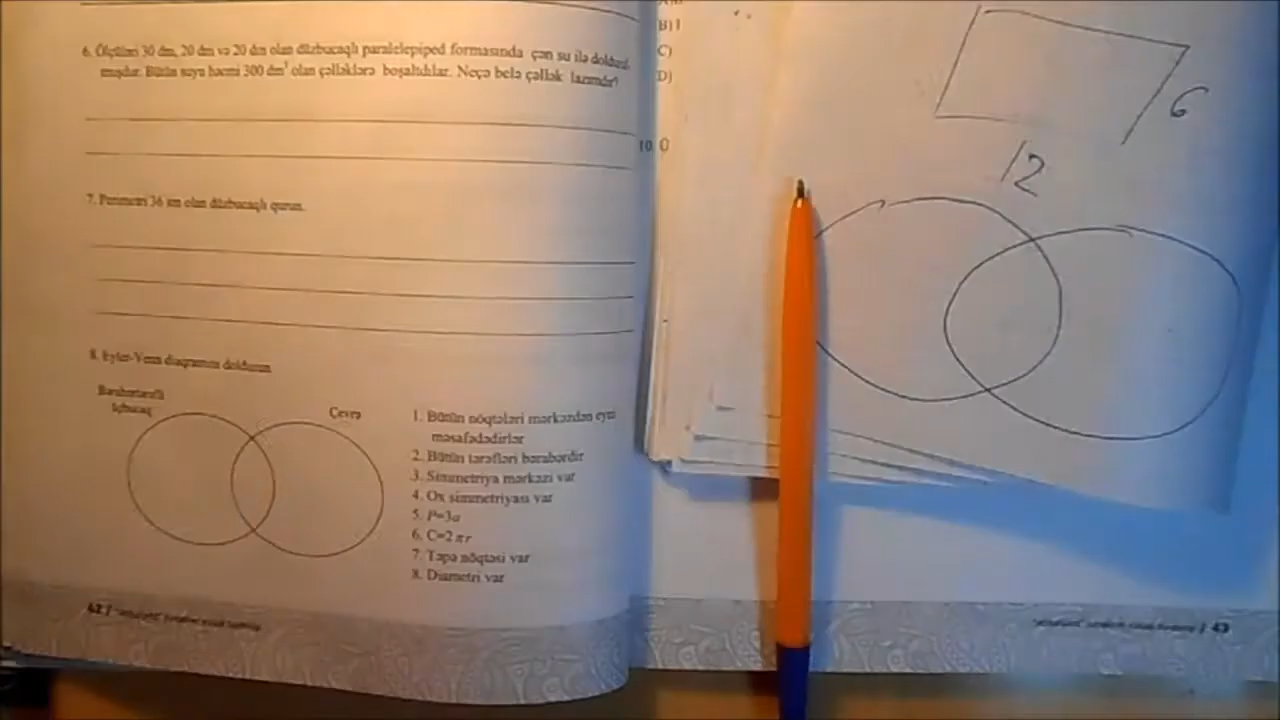 6. Ölçüləri 30 dm, 20 dm və 20 dm olan düzbucaqlı paralelepiped formasında çən su ilə doldurul-
muşdur. Bütün suyu həcmi 300 dm³ olan çəlləklərə boşaltdılar. Neçə belə çəllək lazımdır?
7. Perimetri 36 sm olan düzbucaqlı qurun.
8. Eyler-Venn diaqramını doldurun
Bərabərtərəfli
üçbucaq
Çevrə
1. Bütün nöqtələri mərkəzdən eyni
məsafədədirlər
2. Bütün tərəfləri bərabərdir
3. Simmetriya mərkəzi var
4. Ox simmetriyası var
5. P=3a
6. C=2πr
7. Təpə nöqtəsi var
8. Diametri var
42 /
B) 1
C)
D)
10. Ü
6
12
/ 43